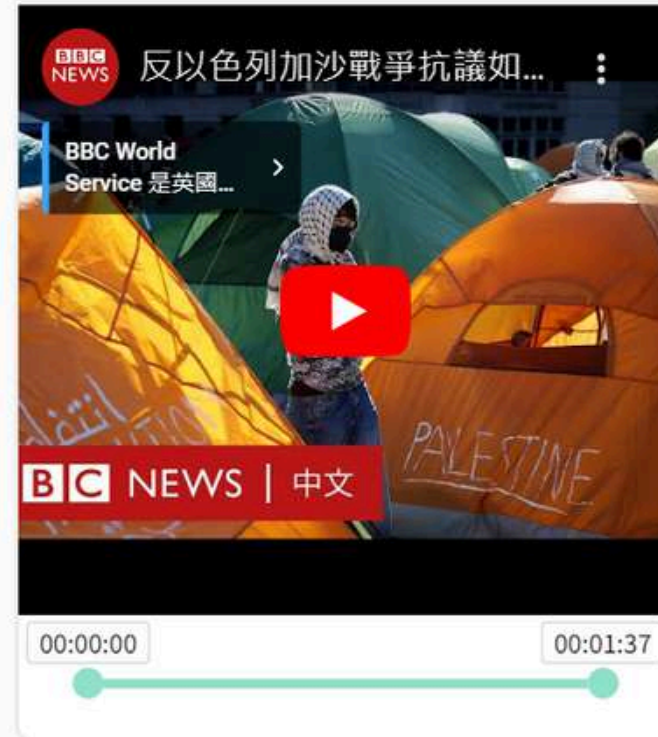 BBC
NEWS
反以色列加沙戰爭抗議如...
BBC World
Service 是英國...
PALESTINE
BBC NEWS | 中文
00:00:00
00:01:37